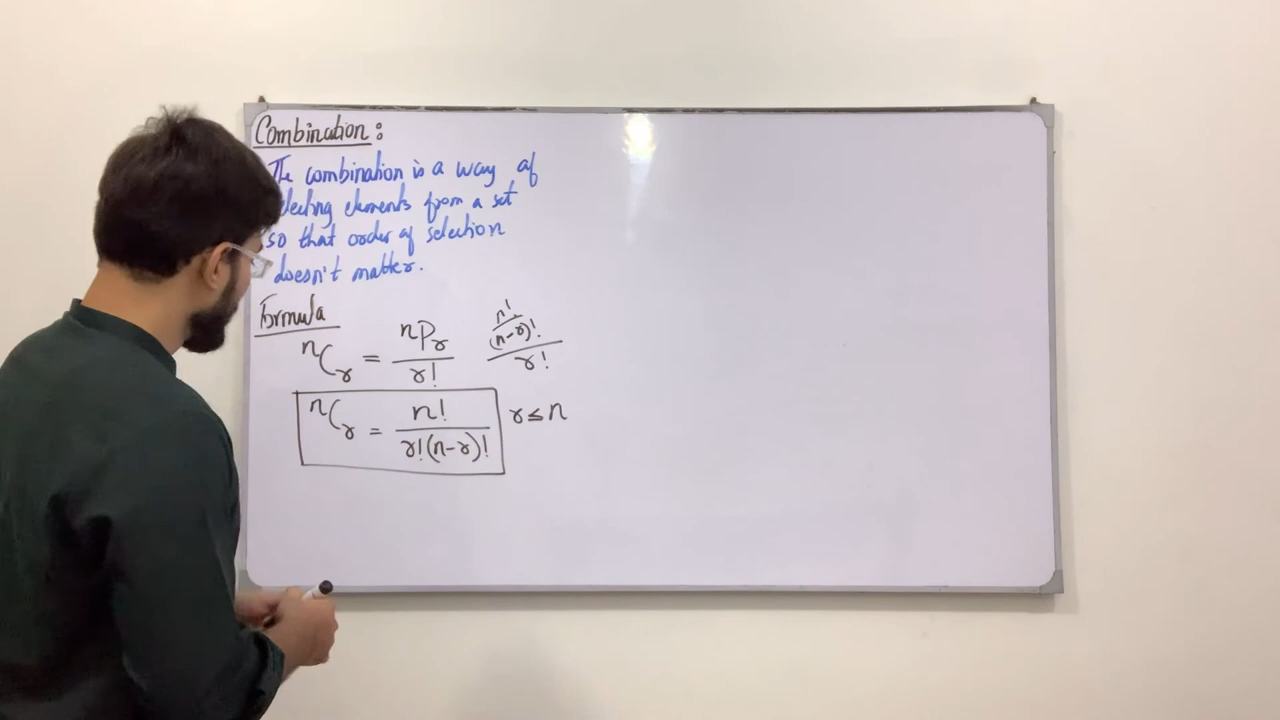 Combination:
The combination is a way of
electing elements from a set
so that order of selection
doesn't matter.
Formula
ⁿCᵣ = ⁿPᵣ / r!   (n! / (n-r)!) / r!
ⁿCᵣ = n! / r!(n-r)!   r ≤ n